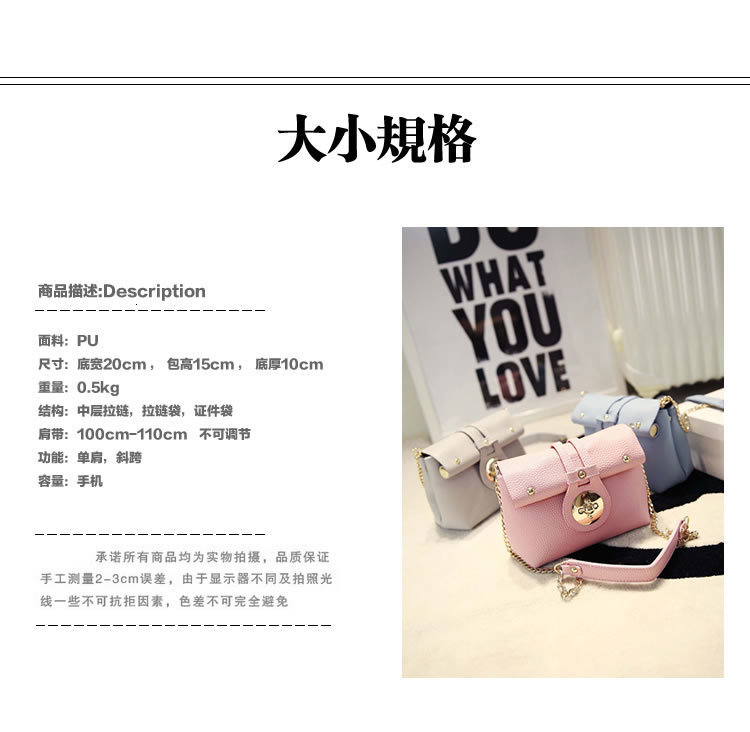 大小規格
商品描述:Description
面料：PU
尺寸：底宽20cm ， 包高15cm ， 底厚10cm
重量：0.5kg
结构：中层拉链，拉链袋，证件袋
肩带：100cm-110cm 不可调节
功能：单肩，斜跨
容量：手机
承诺所有商品均为实物拍摄，品质保证
手工测量2-3cm误差，由于显示器不同及拍照光
线一些不可抗拒因素，色差不可完全避免
DO
WHAT
YOU
LOVE